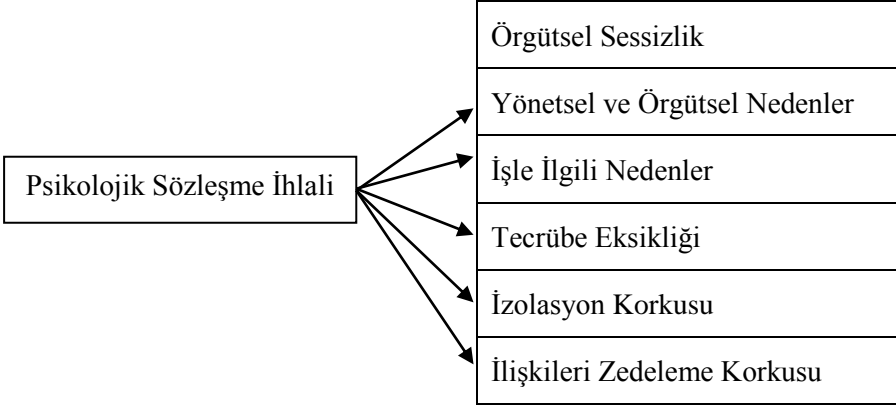 Örgütsel Sessizlik
Yönetsel ve Örgütsel Nedenler
Psikolojik Sözleşme İhlali
İşle İlgili Nedenler
Tecrübe Eksikliği
İzolasyon Korkusu
İlişkileri Zedeleme Korkusu